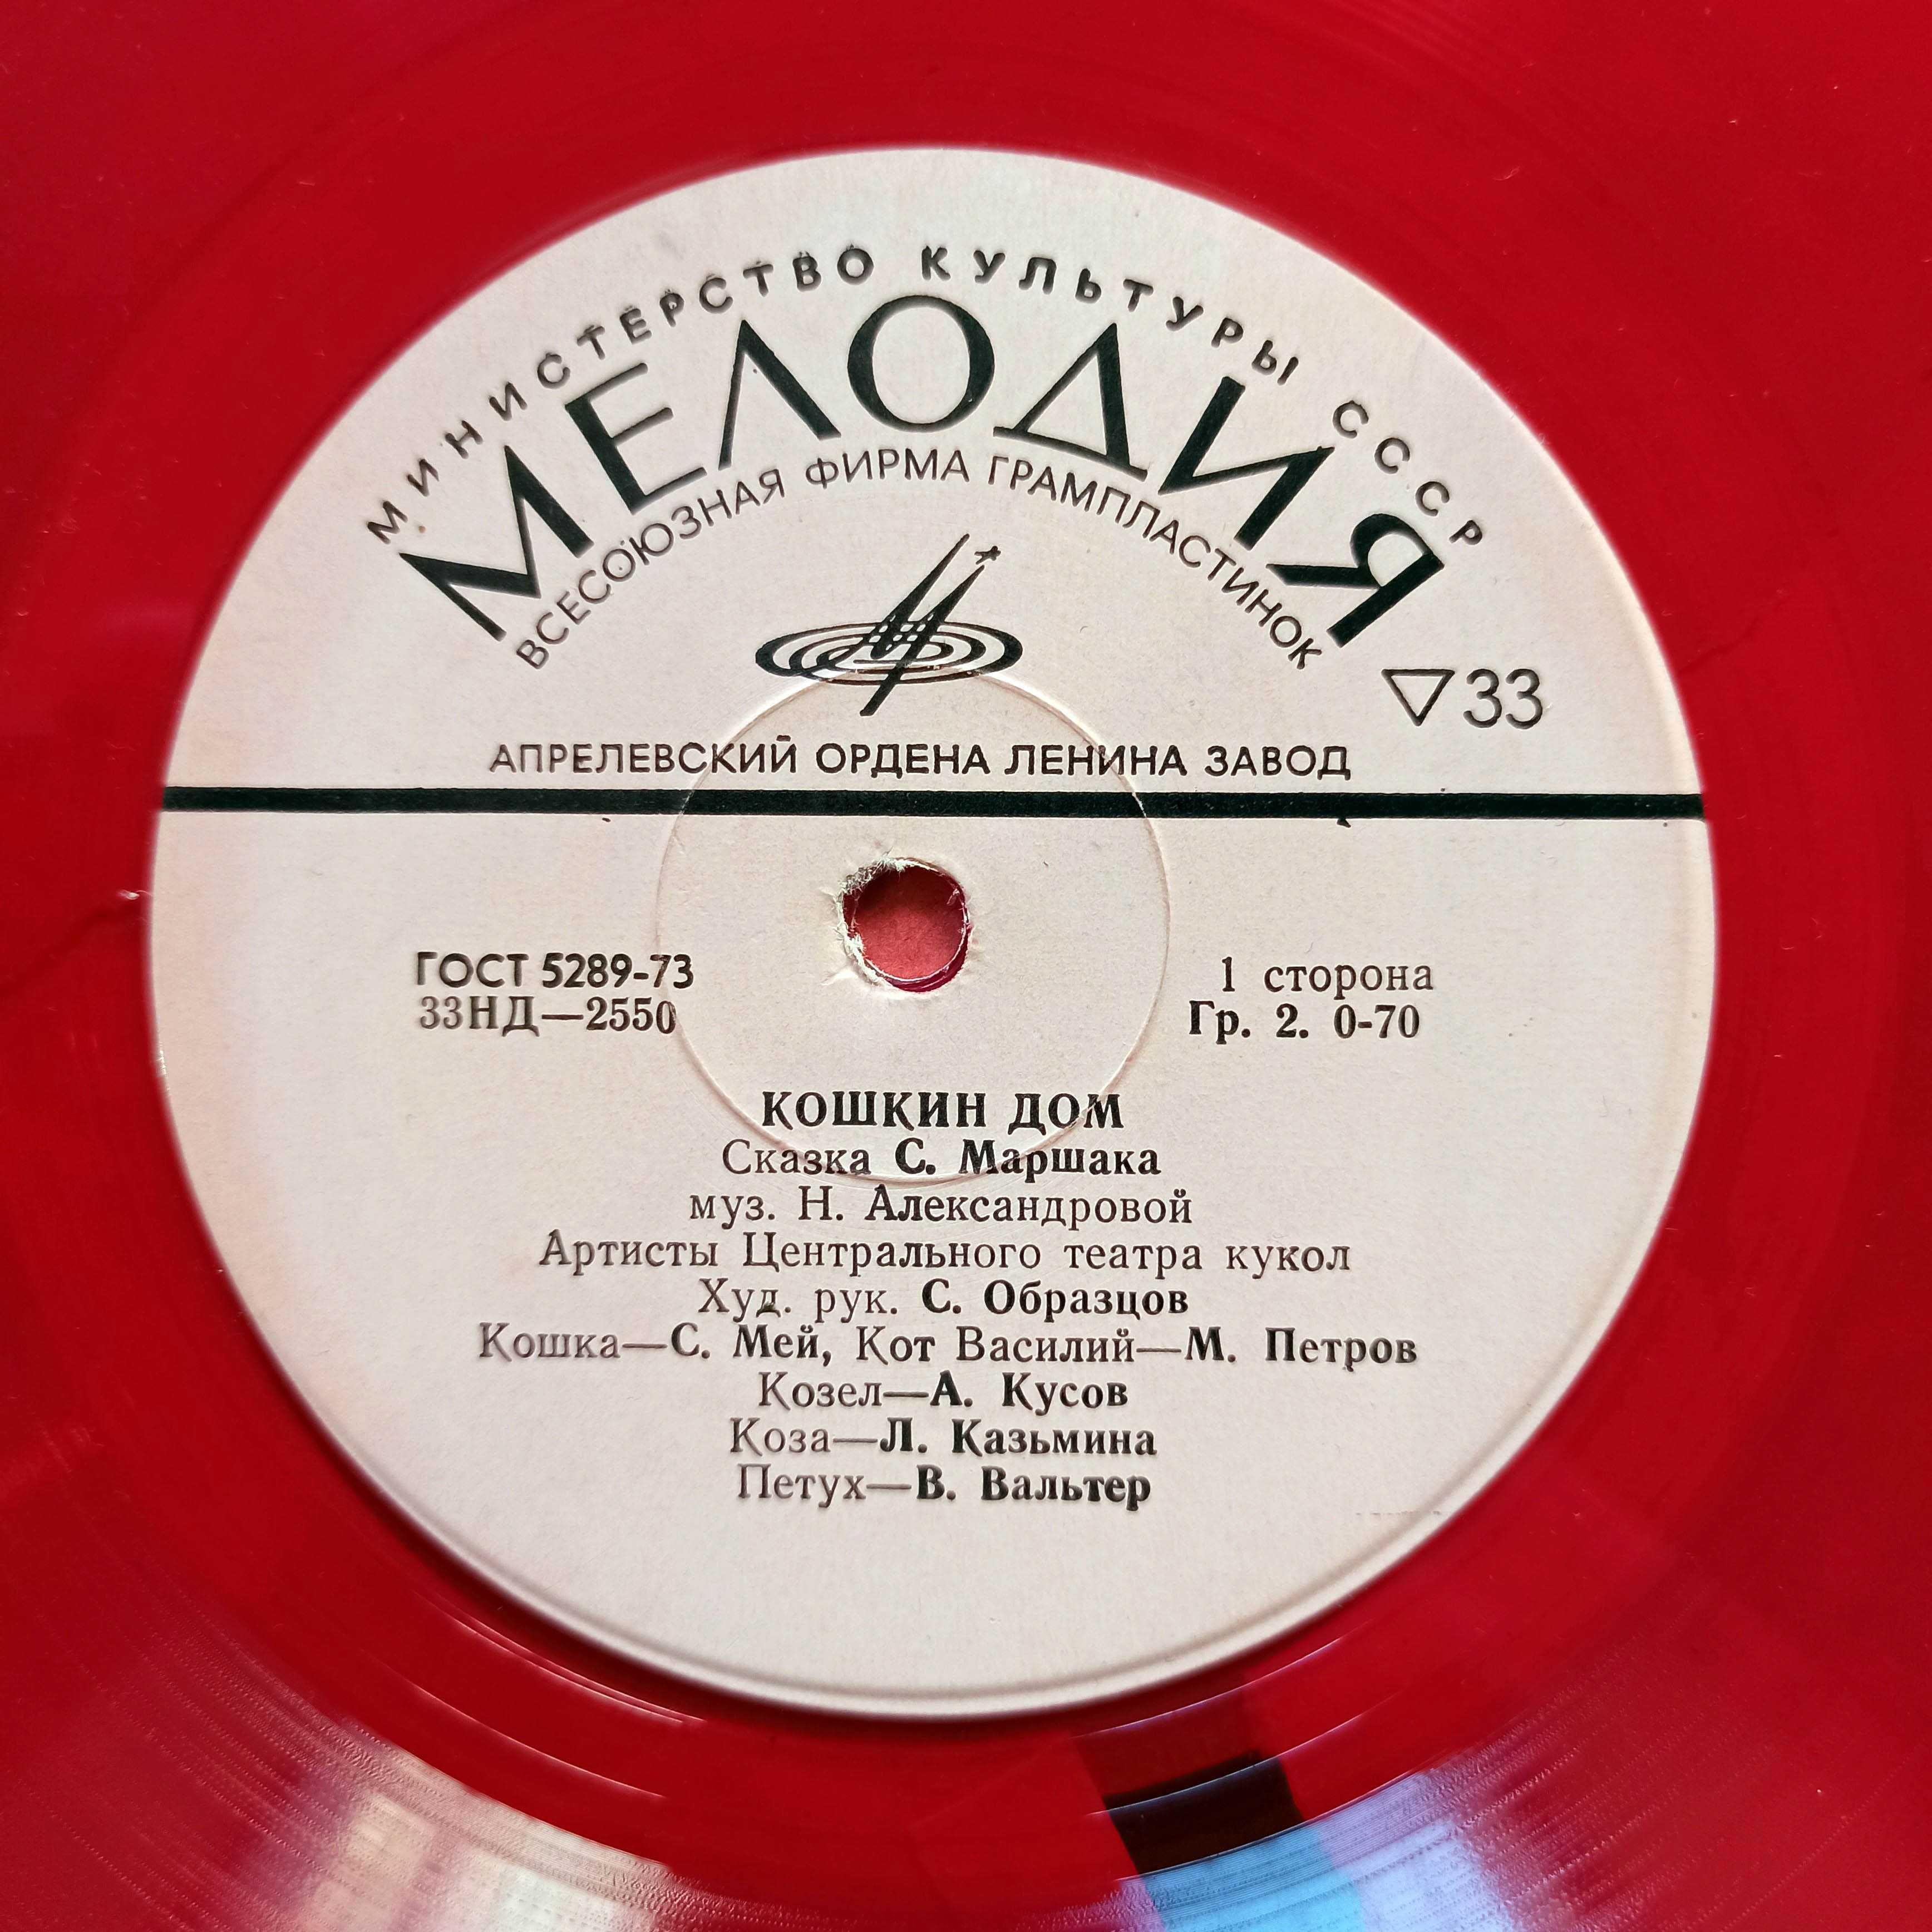 МИНИСТЕРСТВО КУЛЬТУРЫ СССР
МЕЛОДИЯ
ВСЕСОЮЗНАЯ ФИРМА ГРАМПЛАСТИНОК
▽33
АПРЕЛЕВСКИЙ ОРДЕНА ЛЕНИНА ЗАВОД
ГОСТ 5289-73
33НД—2550
1 сторона
Гр. 2. 0-70
КОШКИН ДОМ
Сказка С. Маршака
муз. Н. Александровой
Артисты Центрального театра кукол
Худ. рук. С. Образцов
Кошка—С. Мей, Кот Василий—М. Петров
Козел—А. Кусов
Коза—Л. Казьмина
Петух—В. Вальтер